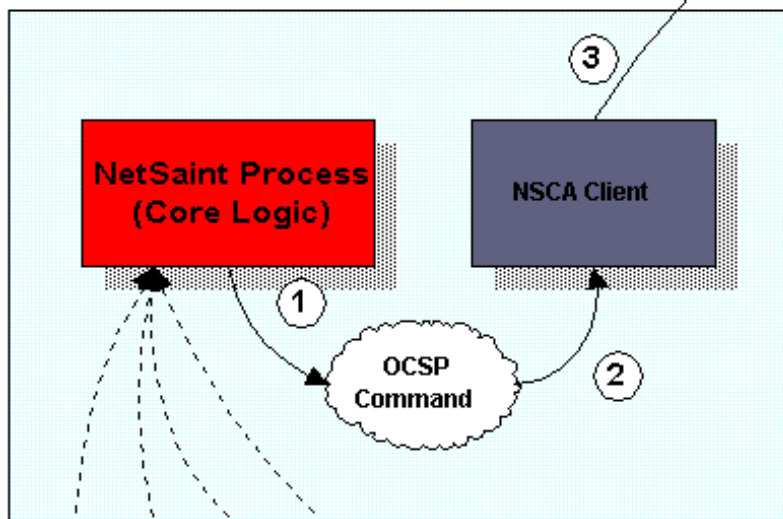 3
NetSaint Process
(Core Logic)
NSCA Client
1
OCSP
Command
2